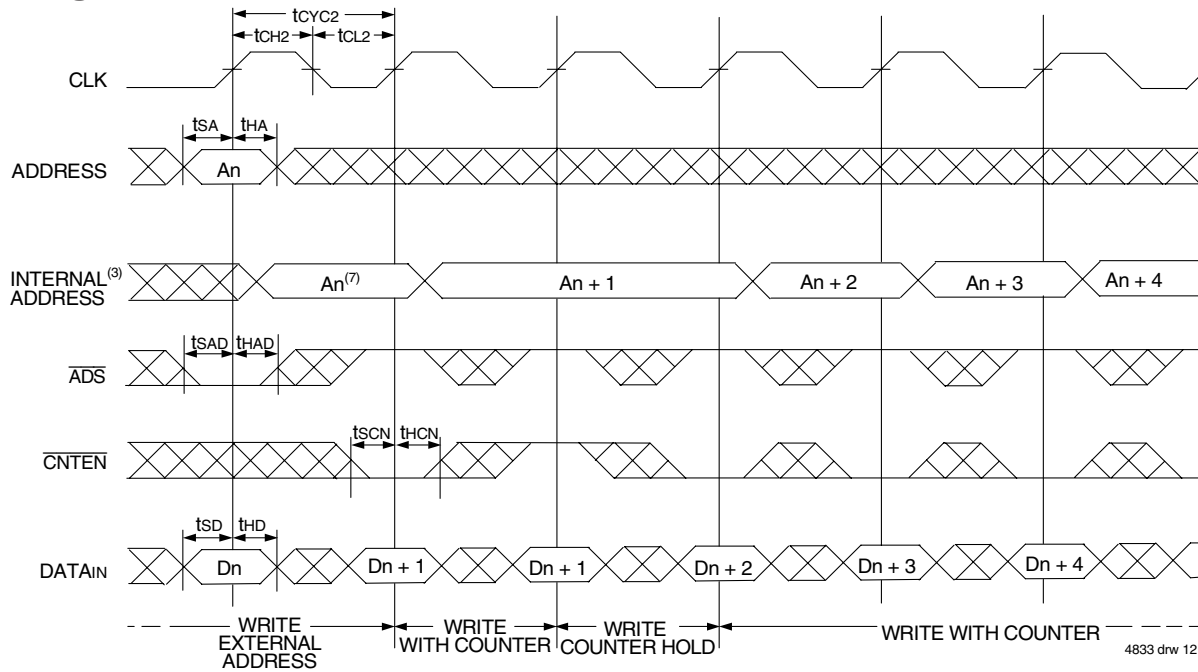 tCYC2
tCH2 tCL2
CLK
tSA tHA
ADDRESS An
INTERNAL(3) ADDRESS An(7) An + 1 An + 2 An + 3 An + 4
tSAD tHAD
ADS
tSCN tHCN
CNTEN
tSD tHD
DATAIN Dn Dn + 1 Dn + 1 Dn + 2 Dn + 3 Dn + 4
WRITE EXTERNAL ADDRESS
WRITE WITH COUNTER
WRITE COUNTER HOLD
WRITE WITH COUNTER
4833 drw 12